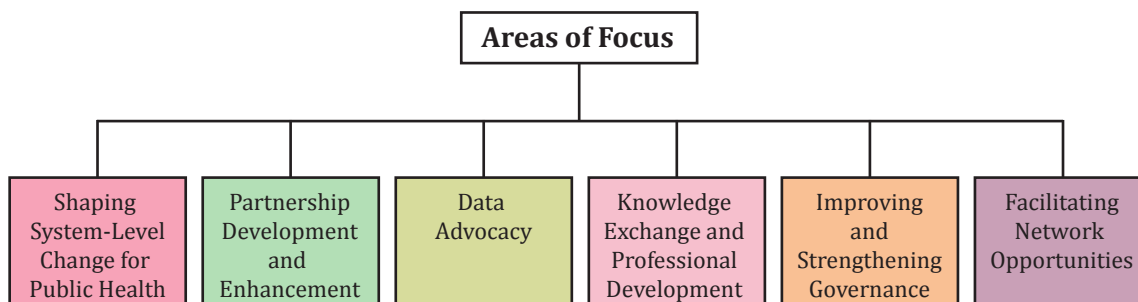 Areas of Focus
Shaping
System-Level
Change for
Public Health
Partnership
Development
and
Enhancement
Data
Advocacy
Knowledge
Exchange and
Professional
Development
Improving
and
Strengthening
Governance
Facilitating
Network
Opportunities